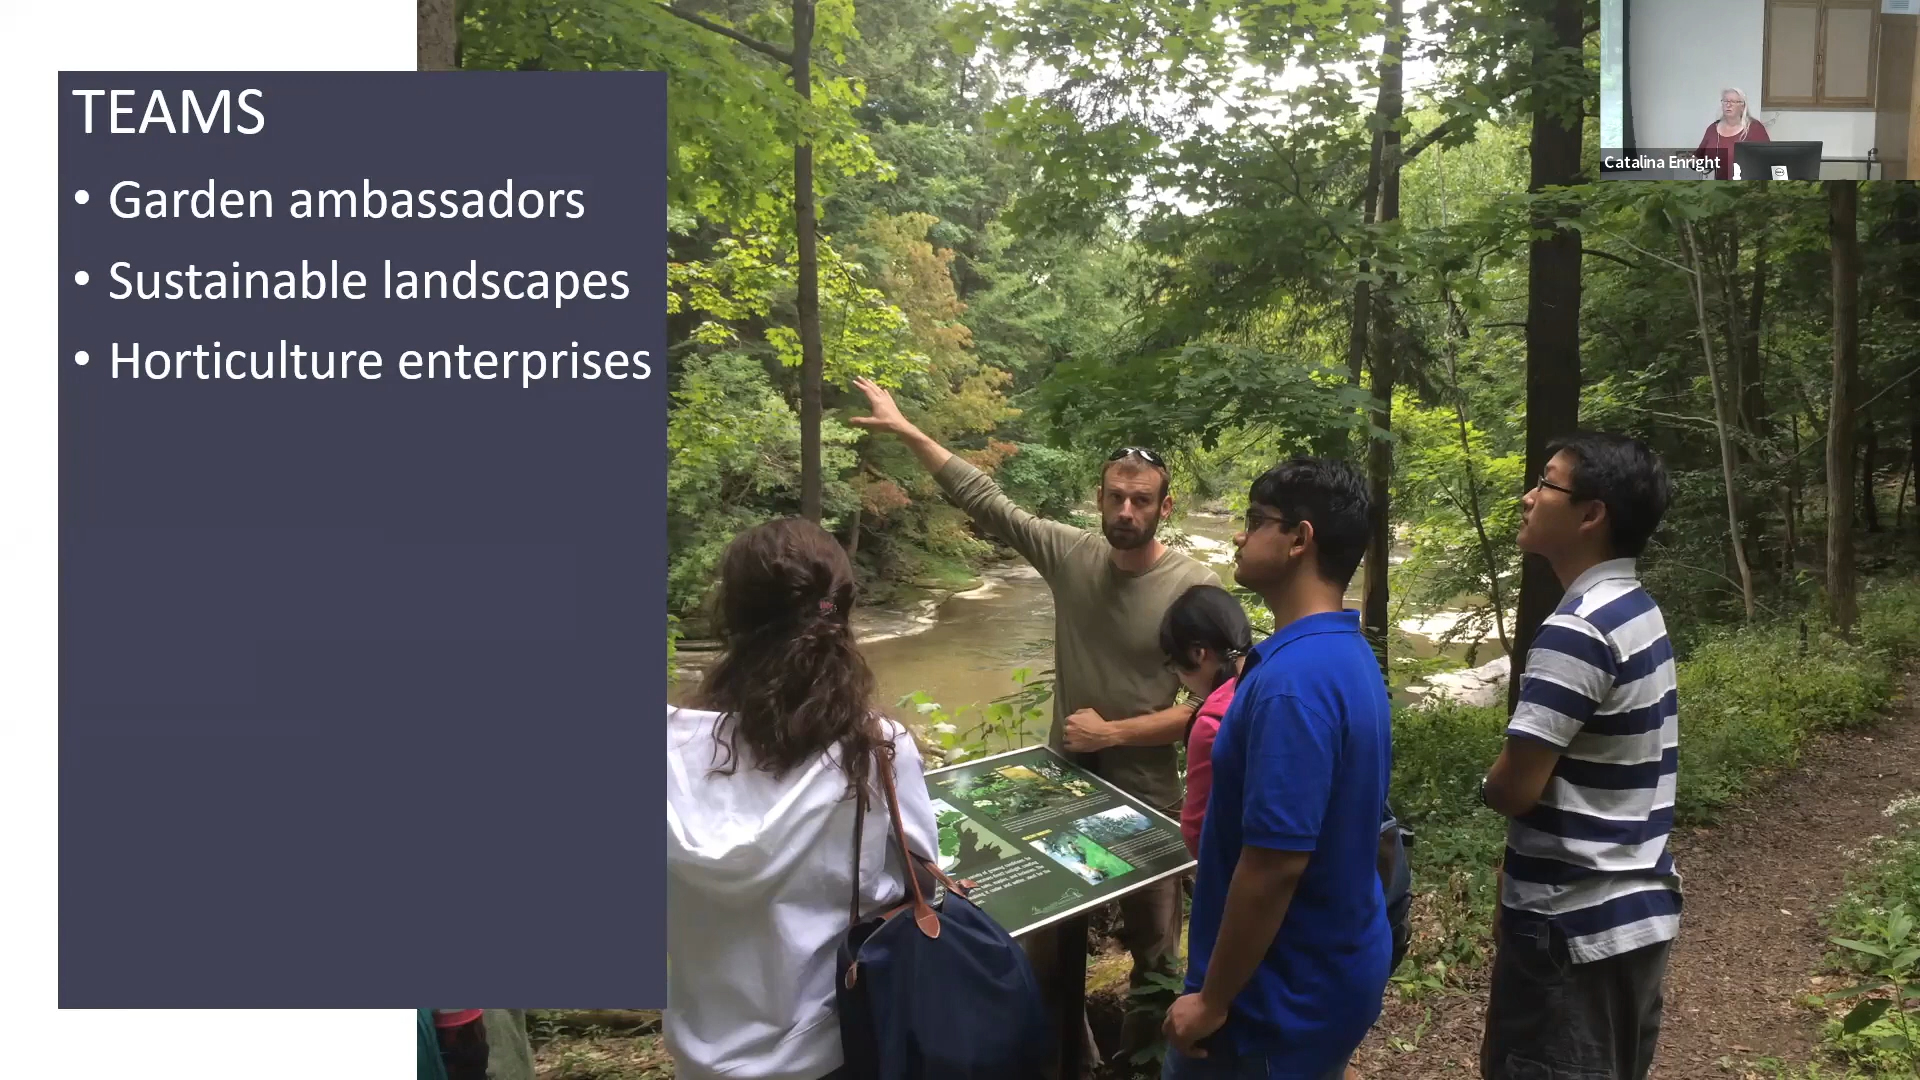 TEAMS
• Garden ambassadors
• Sustainable landscapes
• Horticulture enterprises
Catalina Enright